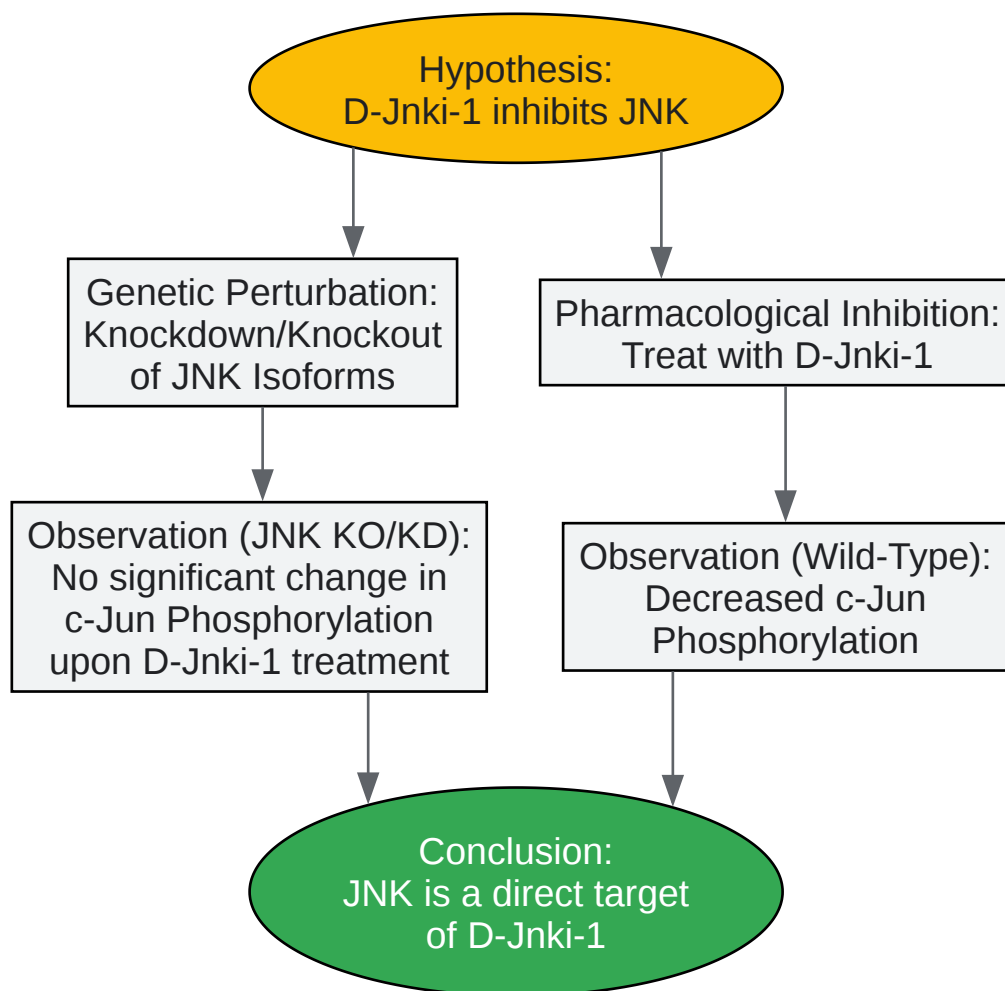 Hypothesis:
D-Jnki-1 inhibits JNK
Genetic Perturbation:
Knockdown/Knockout
of JNK Isoforms
Pharmacological Inhibition:
Treat with D-Jnki-1
Observation (JNK KO/KD):
No significant change in
c-Jun Phosphorylation
upon D-Jnki-1 treatment
Observation (Wild-Type):
Decreased c-Jun
Phosphorylation
Conclusion:
JNK is a direct target
of D-Jnki-1